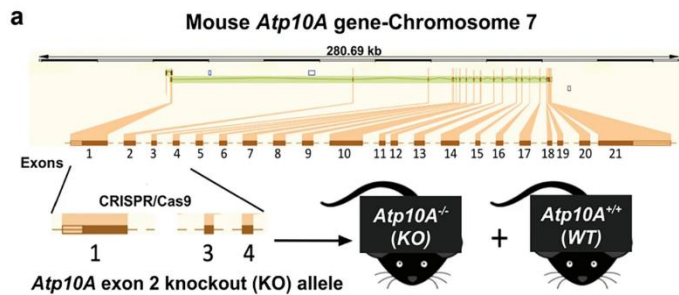 a
Mouse Atp10A gene-Chromosome 7
280.69 kb
1 2 3 4 5 6 7 8 9 10 11 12 13 14 15 16 17 18 19 20 21
Exons
CRISPR/Cas9
1 3 4
Atp10A exon 2 knockout (KO) allele
Atp10A-/-
(KO)
+
Atp10A+/+
(WT)